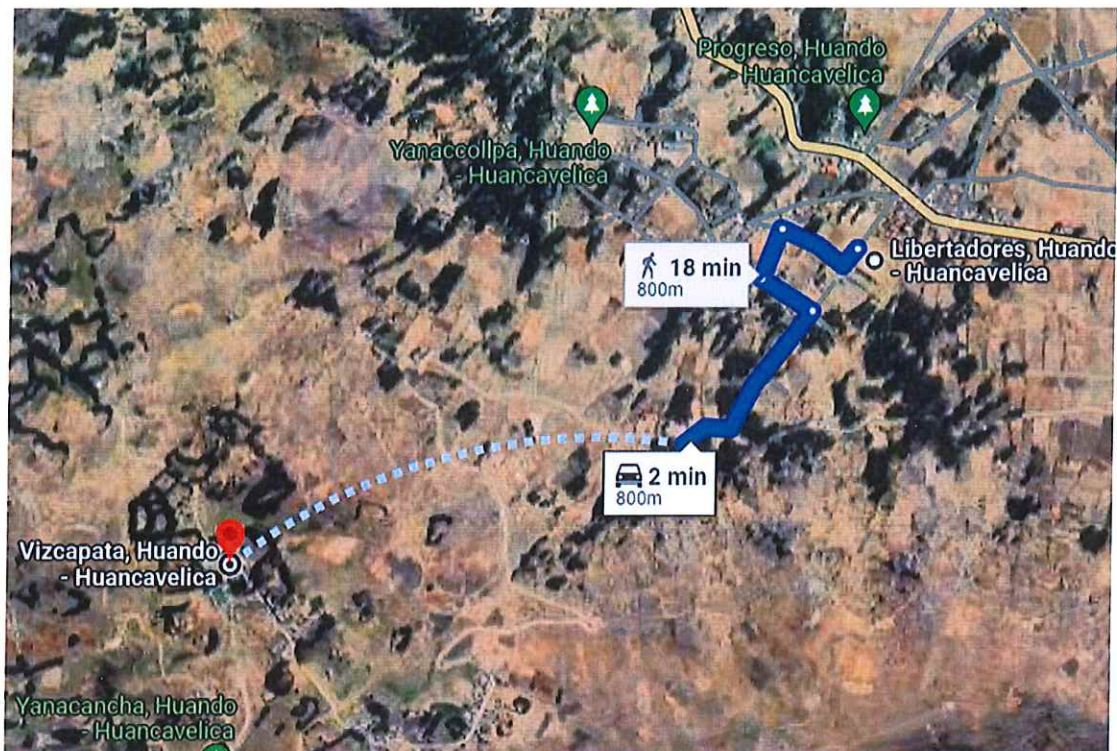 Progreso, Huando
- Huancavelica
Yanaccollpa, Huando
- Huancavelica
18 min
800m
Libertadores, Huando
- Huancavelica
2 min
800m
Vizcapata, Huando
- Huancavelica
Yanacancha, Huando
- Huancavelica